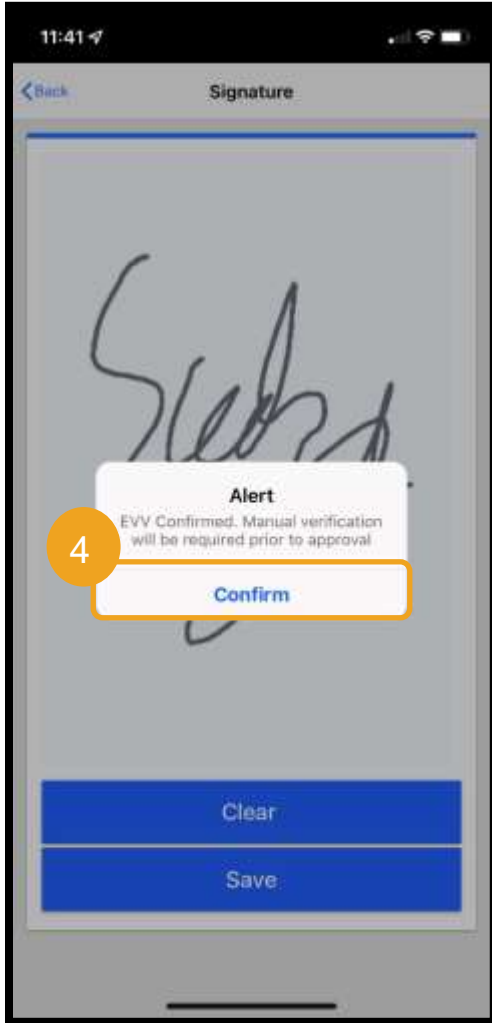 11:41
Back
Signature
Alert
EVV Confirmed. Manual verification
will be required prior to approval
4
Confirm
Clear
Save